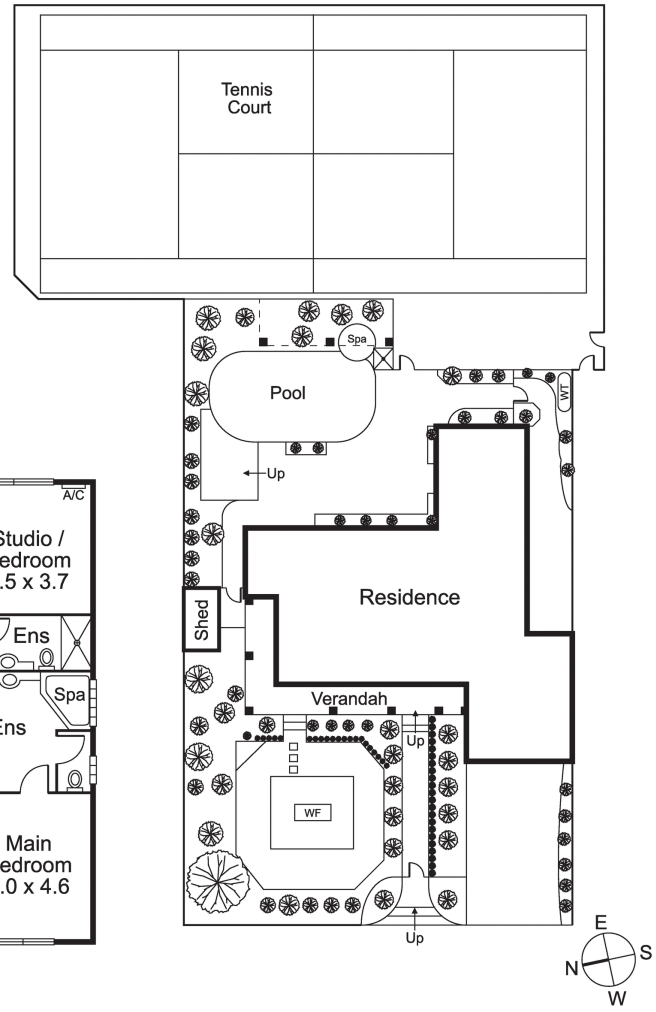 Tennis
Court
Spa
Pool
WT
Up
A/C
Studio /
edroom
.5 x 3.7
Residence
Shed
Ens
Spa
Ens
Verandah
Up
WF
Main
edroom
.0 x 4.6
Up
E
N
S
W